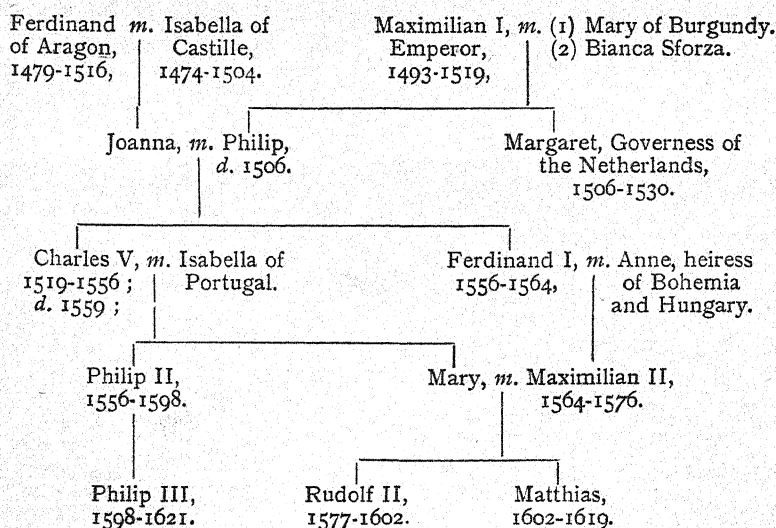 Ferdinand m. Isabella of
of Aragon, Castille,
1479-1516, 1474-1504.
Maximilian I, m. (1) Mary of Burgundy.
Emperor, (2) Bianca Sforza.
1493-1519,
Joanna, m. Philip,
d. 1506.
Margaret, Governess of
the Netherlands,
1506-1530.
Charles V, m. Isabella of
1519-1556 ; Portugal.
d. 1559 ;
Ferdinand I, m. Anne, heiress
1556-1564, of Bohemia
and Hungary.
Philip II,
1556-1598.
Mary, m. Maximilian II,
1564-1576.
Philip III,
1598-1621.
Rudolf II,
1577-1602.
Matthias,
1602-1619.